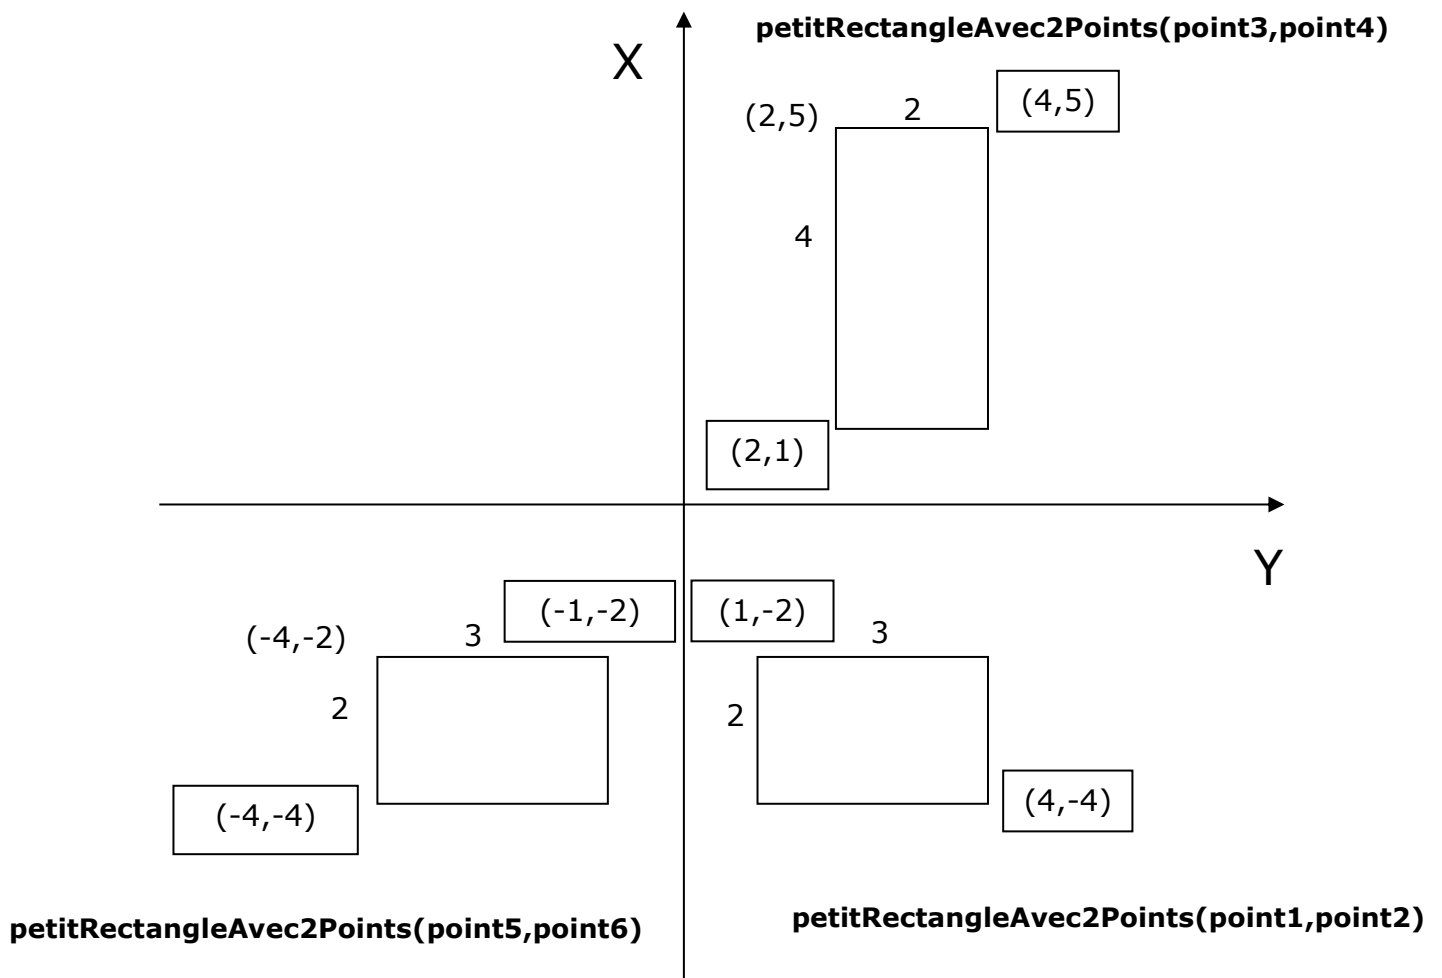 petitRectangleAvec2Points(point3,point4)
X
(2,5)
2
(4,5)
4
(2,1)
Y
(-1,-2)
(1,-2)
(-4,-2)
3
3
2
2
(-4,-4)
(4,-4)
petitRectangleAvec2Points(point5,point6)
petitRectangleAvec2Points(point1,point2)